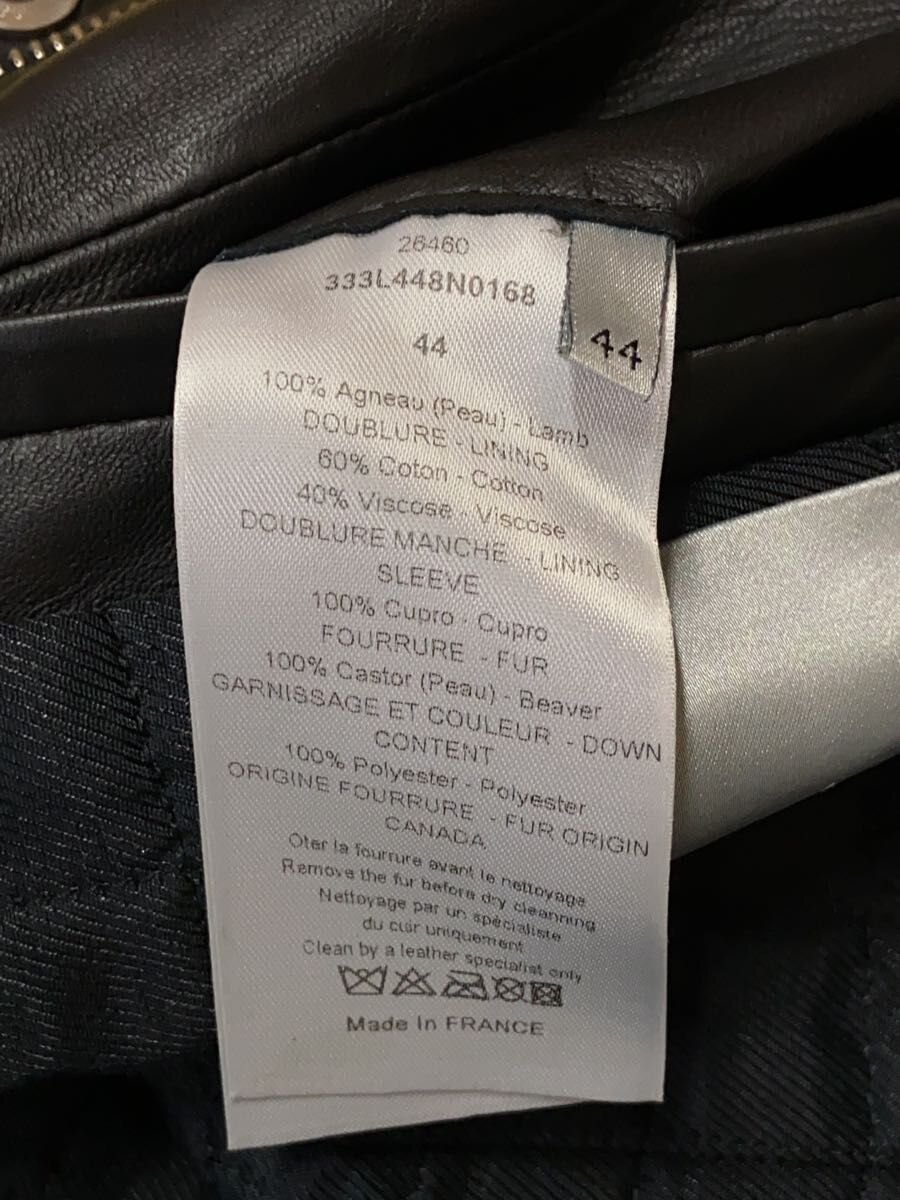 26460
333L448N0168
44
44
100% Agneau (Peau) - Lamb
DOUBLURE - LINING
60% Coton - Cotton
40% Viscose - Viscose
DOUBLURE MANCHE - LINING
SLEEVE
100% Cupro - Cupro
FOURRURE - FUR
100% Castor (Peau) - Beaver
GARNISSAGE ET COULEUR - DOWN
CONTENT
100% Polyester - Polyester
ORIGINE FOURRURE - FUR ORIGIN
CANADA
Oter la fourrure avant le nettoyage
Remove the fur before dry cleanning
Nettoyage par un spécialiste
du cuir uniquement
Clean by a leather specialist only
Made In FRANCE